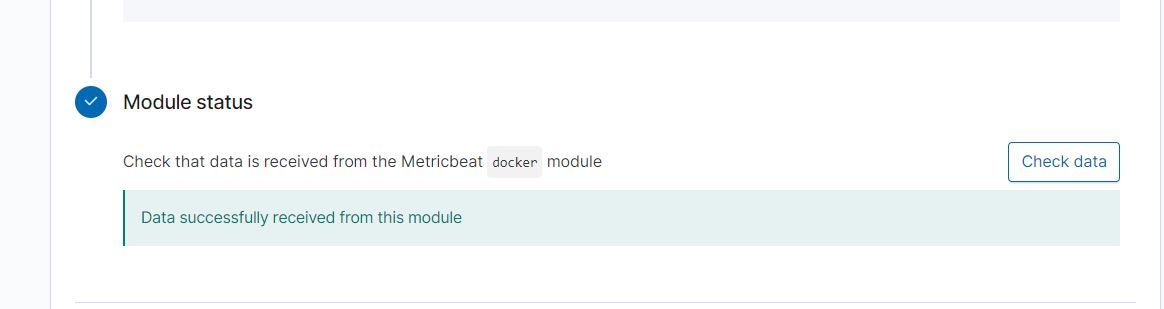 Module status
Check that data is received from the Metricbeat docker module
Check data
Data successfully received from this module